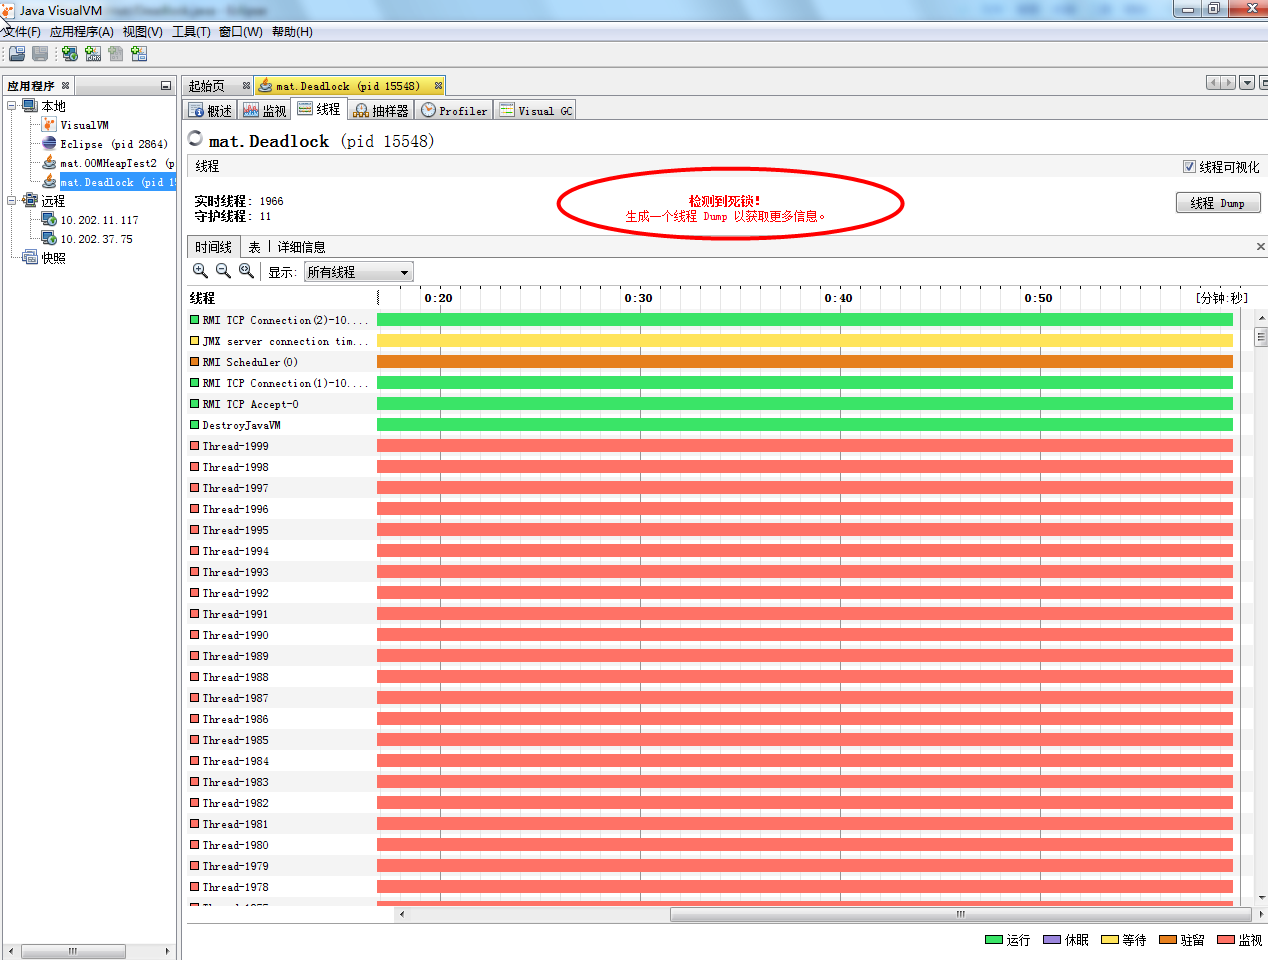 Java VisualVM
文件(F) 应用程序(A) 视图(V) 工具(T) 窗口(W) 帮助(H)
应用程序
本地
VisualVM
Eclipse (pid 2864)
mat.OOMHeapTest2 (p
mat.Deadlock (pid 15
远程
10.202.11.117
10.202.37.75
快照
起始页 mat.Deadlock (pid 15548)
概述 监视 线程 抽样器 Profiler Visual GC
mat.Deadlock (pid 15548)
线程
线程可视化
实时线程: 1966
守护线程: 11
检测到死锁!
生成一个线程 Dump 以获取更多信息。
线程 Dump
时间线 表 详细信息
显示: 所有线程
线程 0:20 0:30 0:40 0:50 [分钟:秒]
RMI TCP Connection(2)-10....
JMX server connection tim...
RMI Scheduler(0)
RMI TCP Connection(1)-10....
RMI TCP Accept-0
DestroyJavaVM
Thread-1999
Thread-1998
Thread-1997
Thread-1996
Thread-1995
Thread-1994
Thread-1993
Thread-1992
Thread-1991
Thread-1990
Thread-1989
Thread-1988
Thread-1987
Thread-1986
Thread-1985
Thread-1984
Thread-1983
Thread-1982
Thread-1981
Thread-1980
Thread-1979
Thread-1978
运行 休眠 等待 驻留 监视